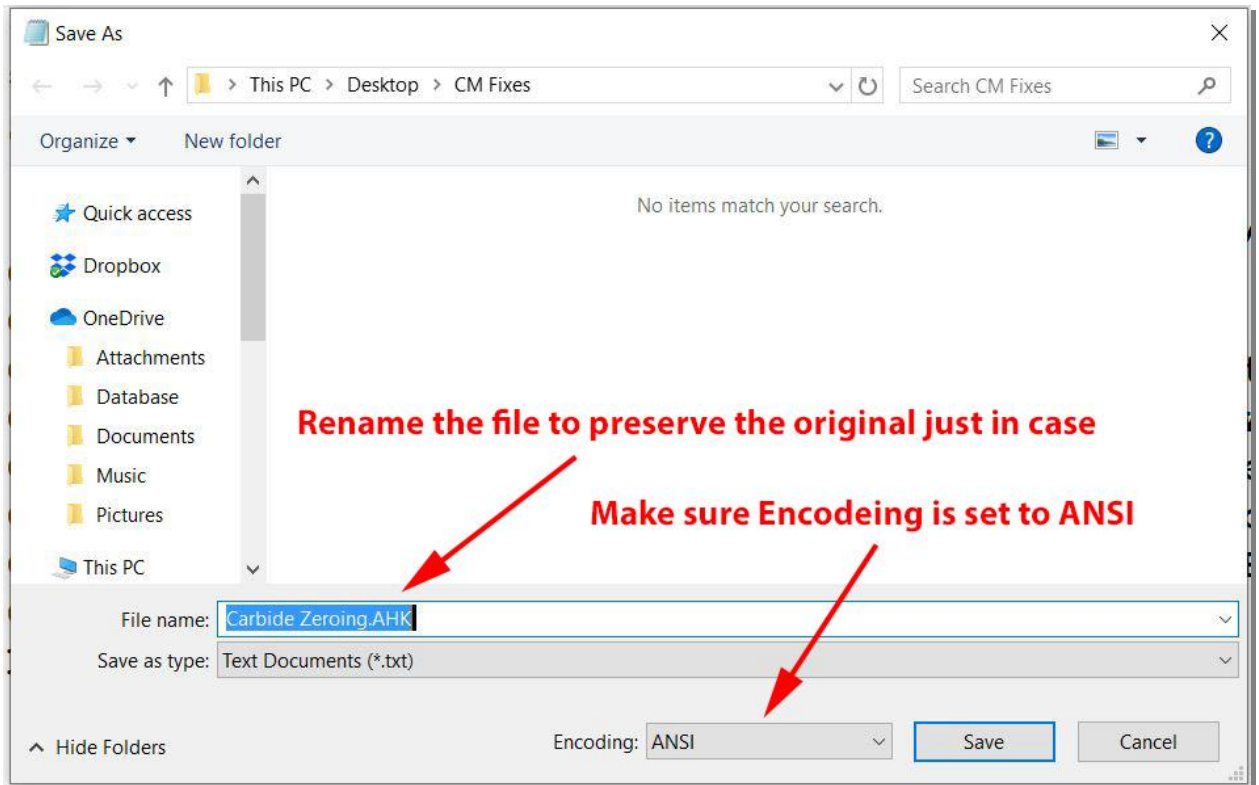 Save As
This PC > Desktop > CM Fixes
Search CM Fixes
Organize
New folder
Quick access
No items match your search.
Dropbox
OneDrive
Attachments
Database
Documents
Rename the file to preserve the original just in case
Music
Pictures
Make sure Encodeing is set to ANSI
This PC
File name: Carbide Zeroing.AHK
Save as type: Text Documents (*.txt)
Hide Folders
Encoding: ANSI
Save
Cancel